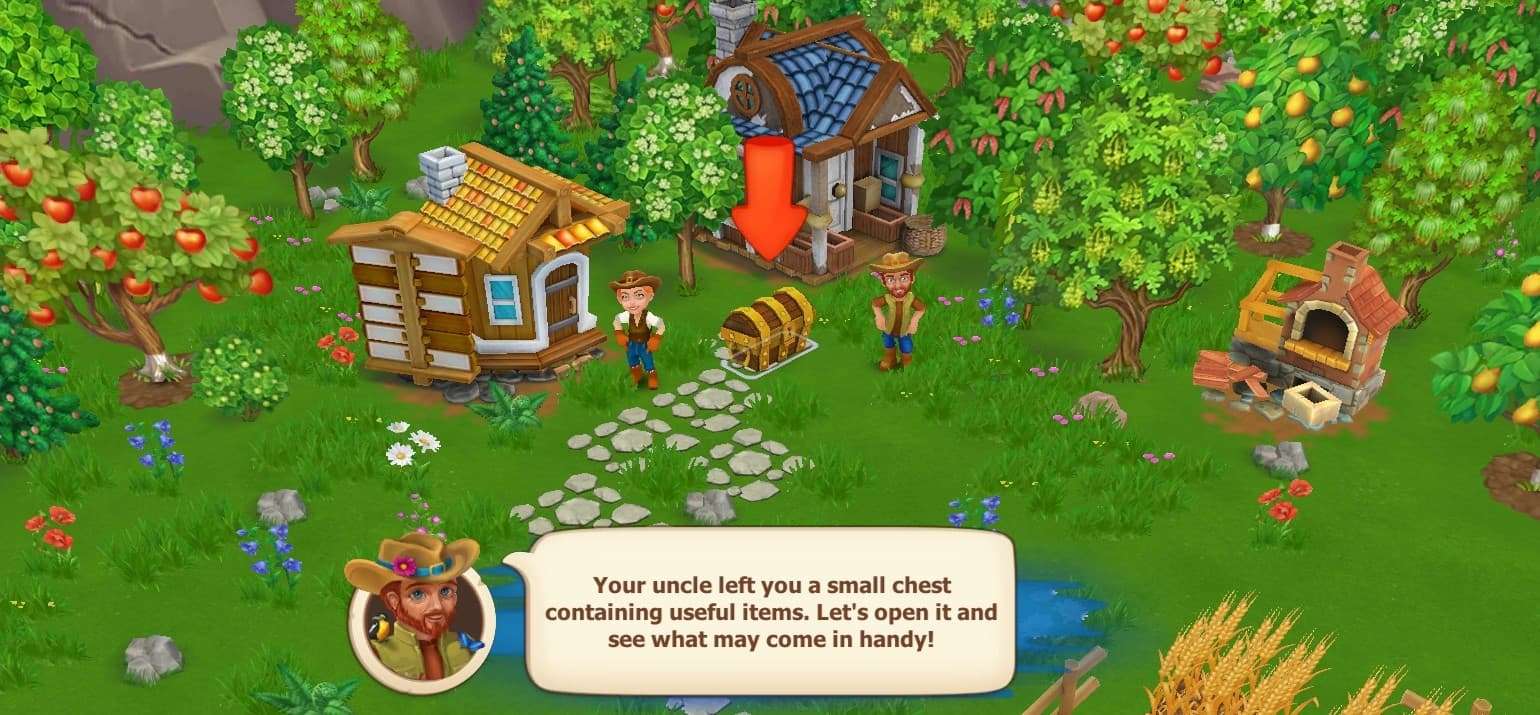 Your uncle left you a small chest
containing useful items. Let's open it and
see what may come in handy!